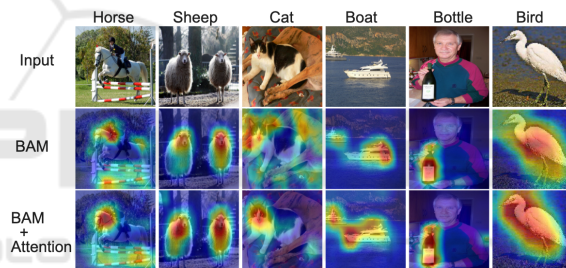 Horse Sheep Cat Boat Bottle Bird
Input
BAM
BAM
+
Attention